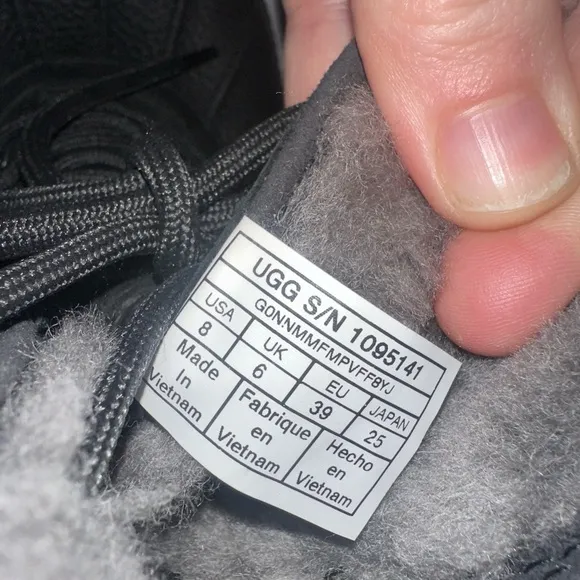 UGG S/N 1095141
G0NNMMFMPVFF8YJ
USA UK EU JAPAN
8 6 39 25
Made in Vietnam
Fabrique en Vietnam
Hecho en Vietnam